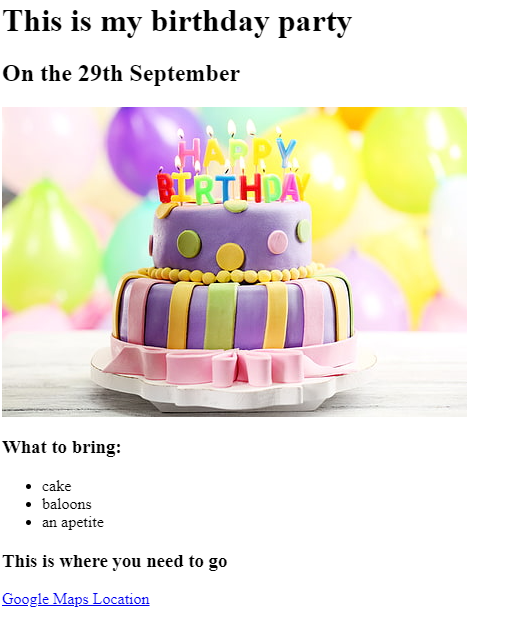 This is my birthday party
On the 29th September
HAPPY
BIRTHDAY
What to bring:
cake
baloons
an apetite
This is where you need to go
Google Maps Location